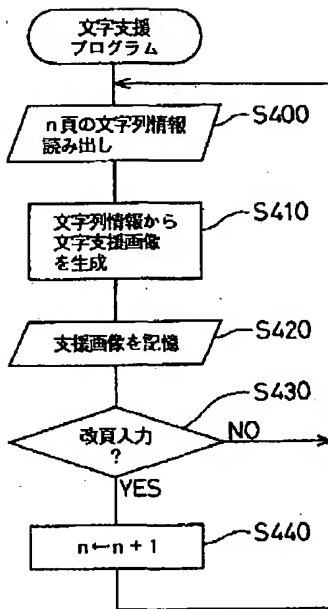 文字支援
プログラム
n頁の文字列情報
読み出し
S400
文字列情報から
文字支援画像
を生成
S410
支援画像を記憶
S420
改頁入力
?
S430
NO
YES
n←n+1
S440